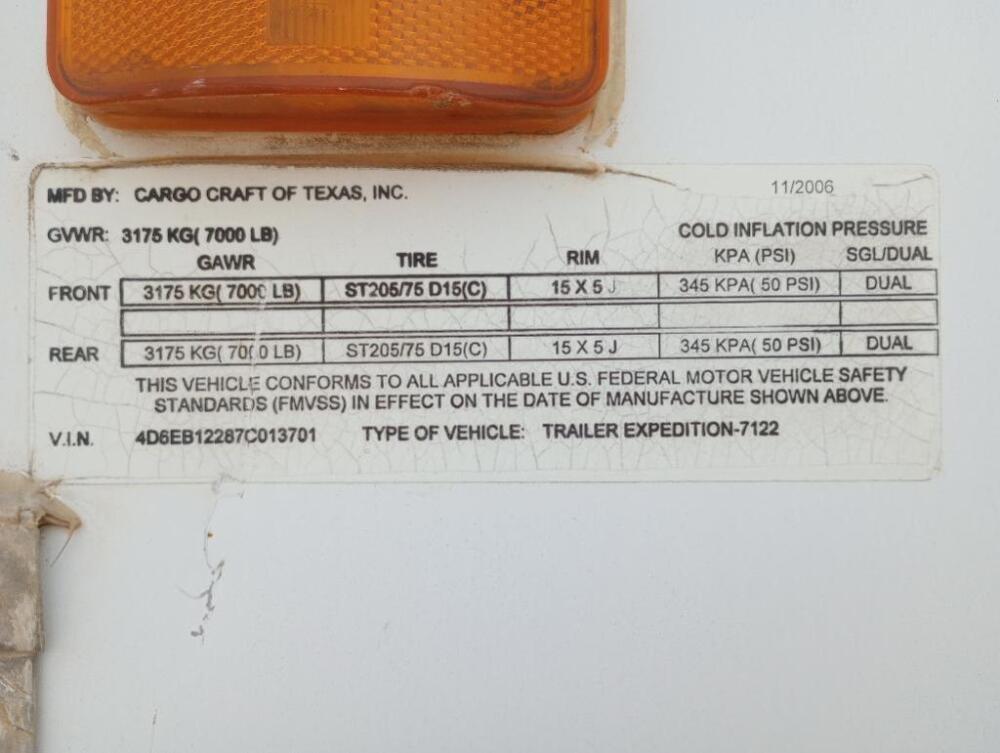 MFD BY: CARGO CRAFT OF TEXAS, INC. 11/2006
GVWR: 3175 KG( 7000 LB) COLD INFLATION PRESSURE
GAWR TIRE RIM KPA (PSI) SGL/DUAL
FRONT 3175 KG( 7000 LB) ST205/75 D15(C) 15 X 5 J 345 KPA( 50 PSI) DUAL
REAR 3175 KG( 7000 LB) ST205/75 D15(C) 15 X 5 J 345 KPA( 50 PSI) DUAL
THIS VEHICLE CONFORMS TO ALL APPLICABLE U.S. FEDERAL MOTOR VEHICLE SAFETY
STANDARDS (FMVSS) IN EFFECT ON THE DATE OF MANUFACTURE SHOWN ABOVE.
V.I.N. 4D6EB12287C013701 TYPE OF VEHICLE: TRAILER EXPEDITION-7122